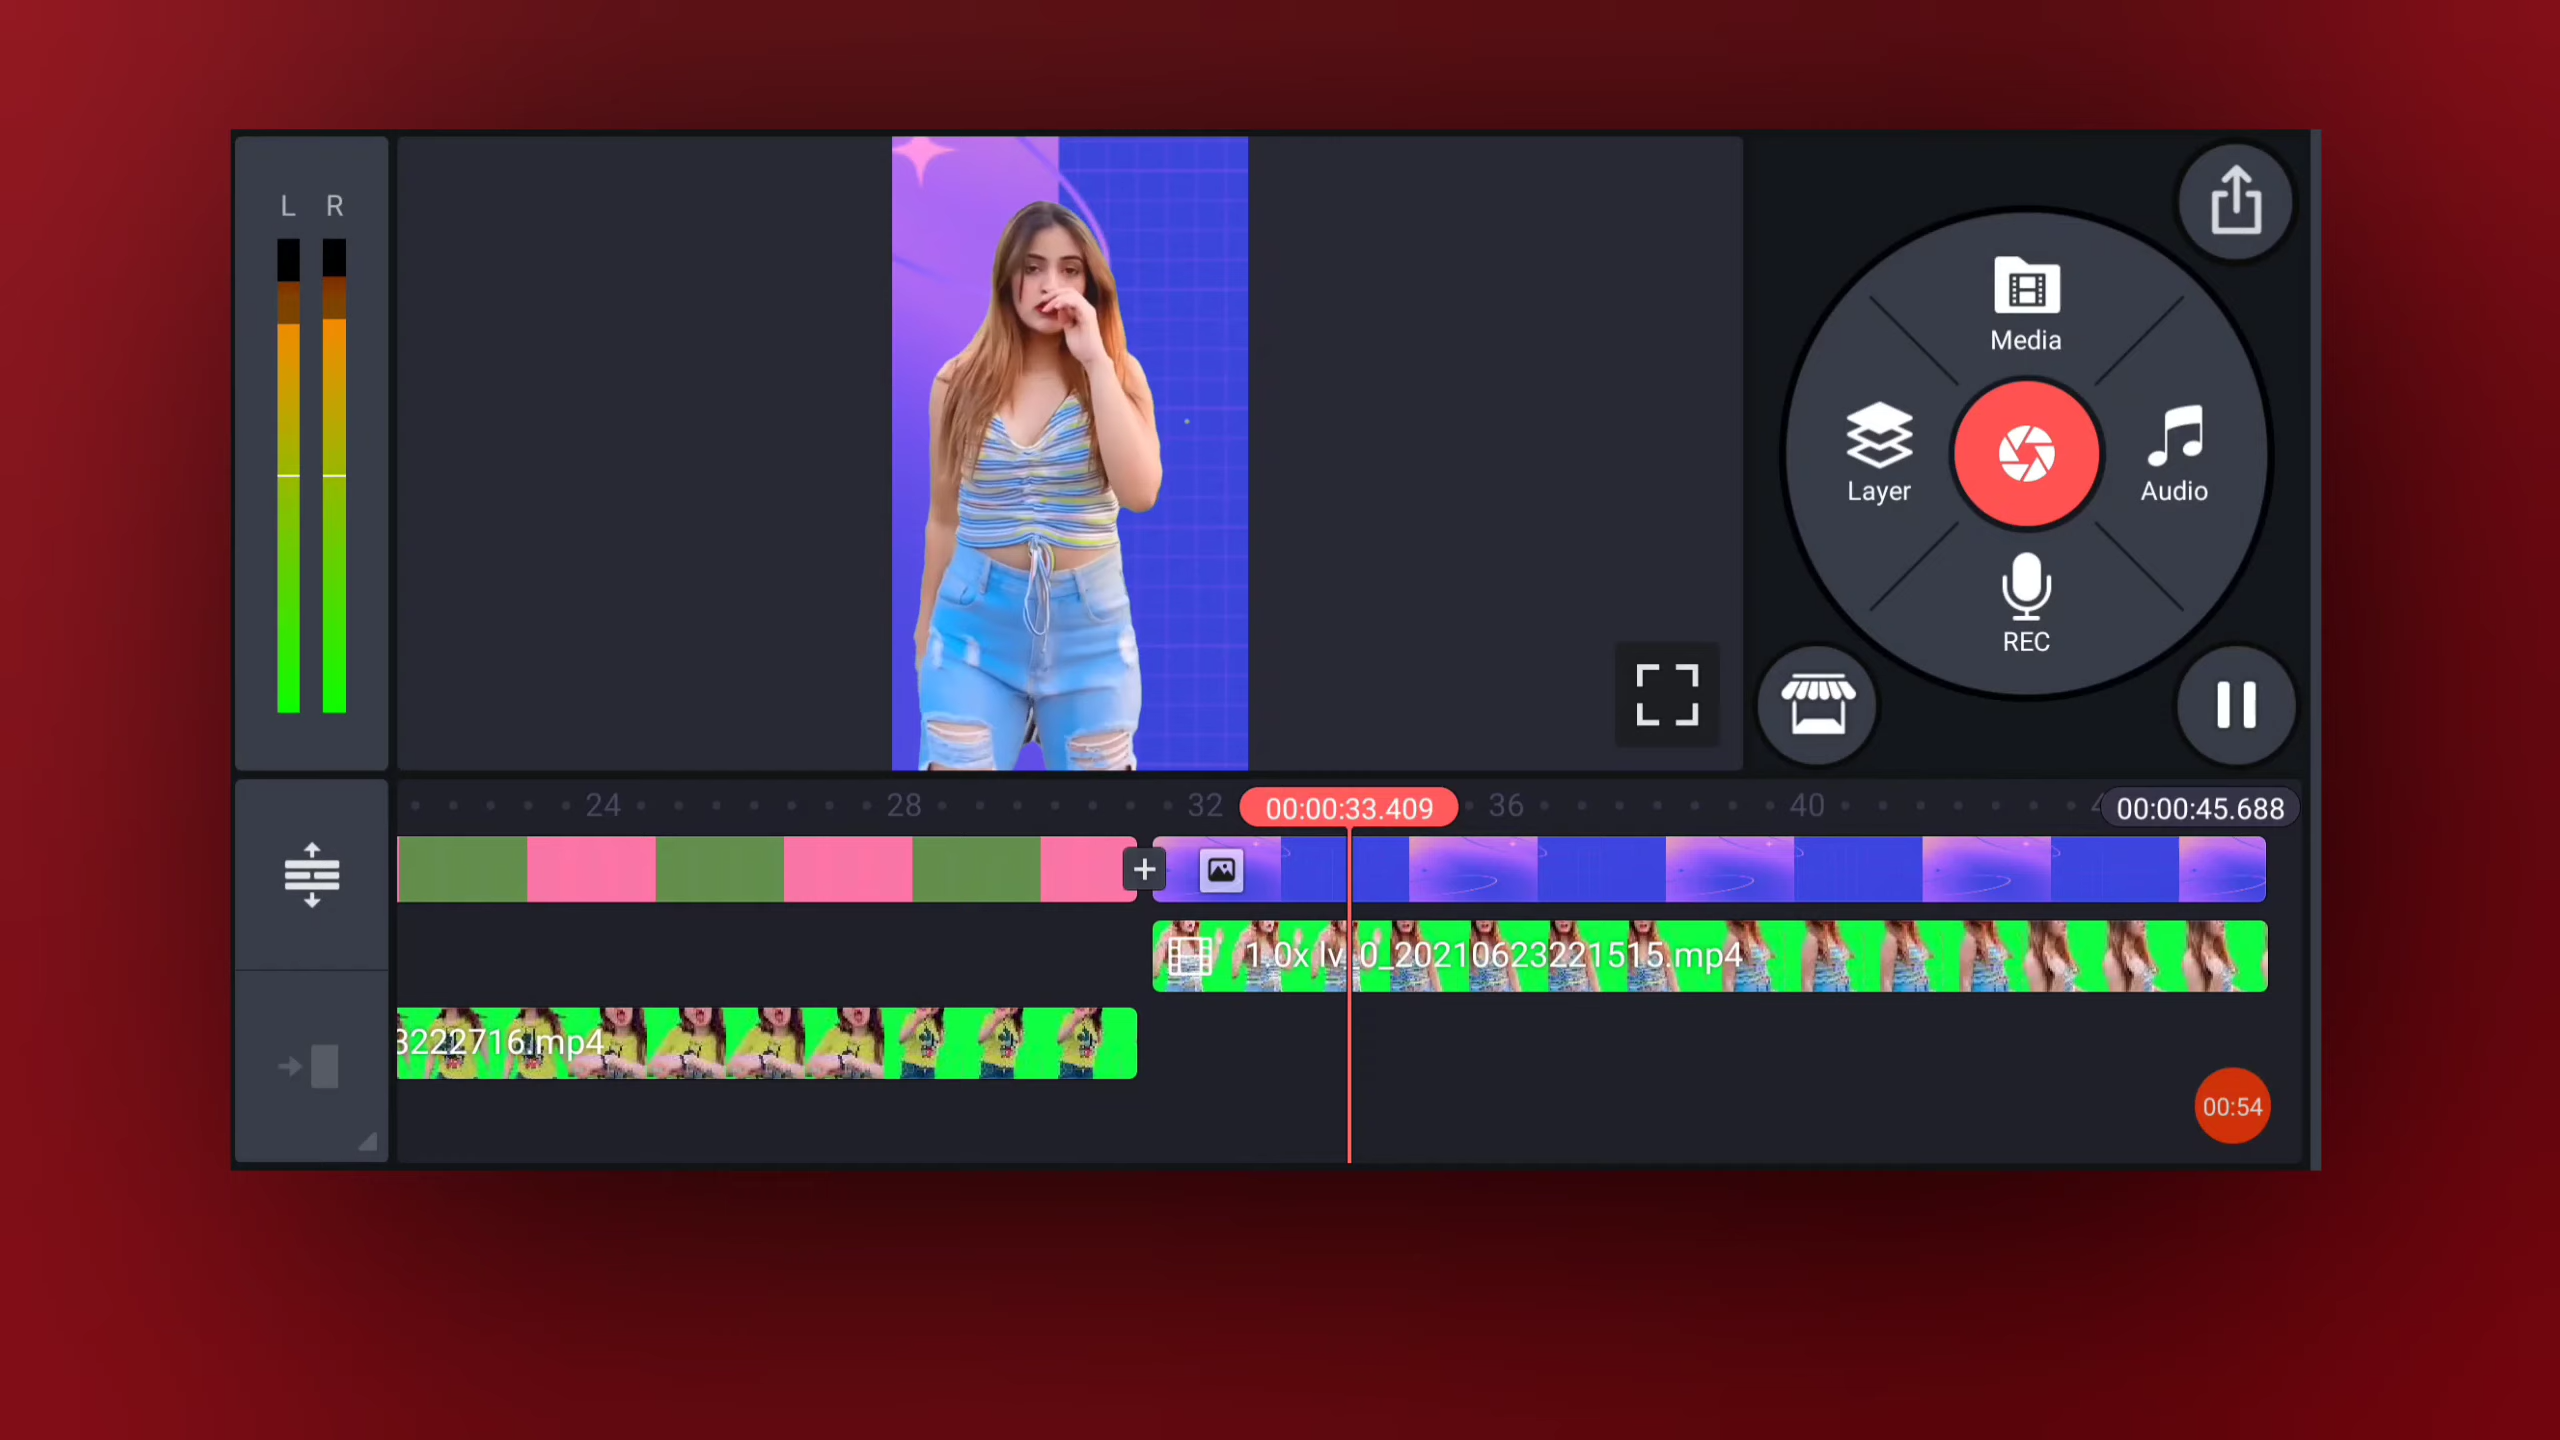 L R
Media
Layer
Audio
REC
24 28 32 00:00:33.409 36 40 00:00:45.688
1.0x lv_0_20210623221515.mp4
3222716.mp4
00:54